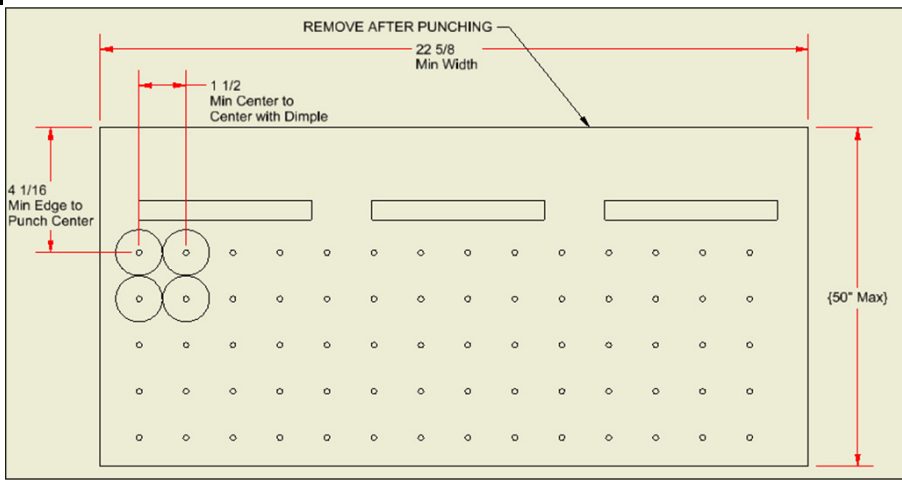 REMOVE AFTER PUNCHING
22 5/8
Min Width
1 1/2
Min Center to
Center with Dimple
4 1/16
Min Edge to
Punch Center
{50" Max}